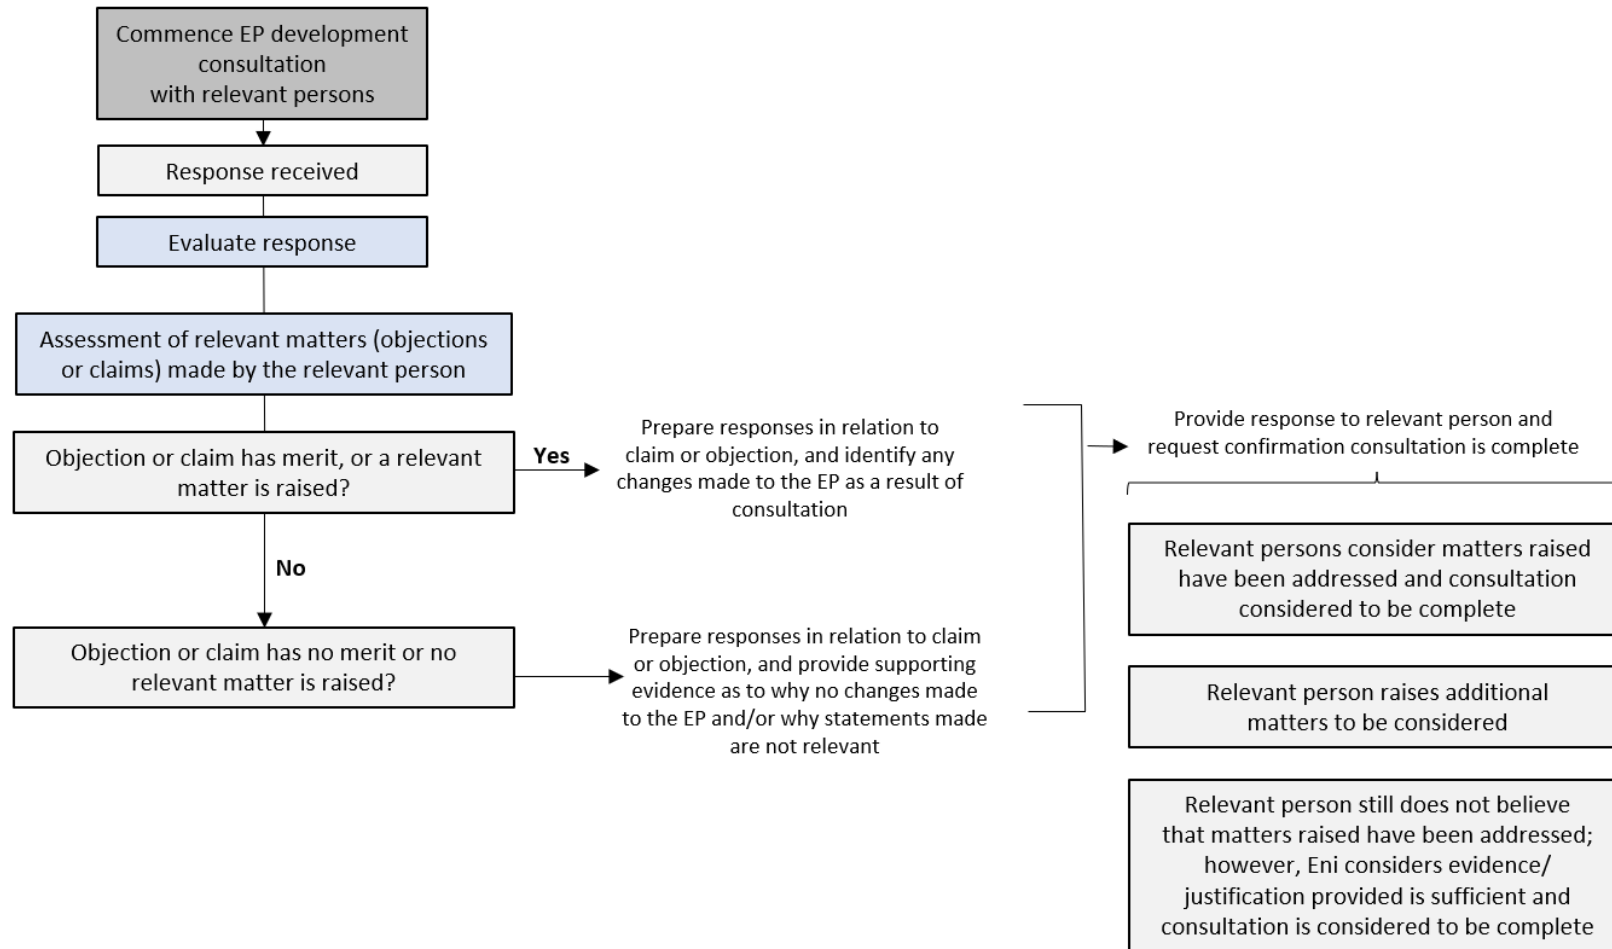 Commence EP development
consultation
with relevant persons
Response received
Evaluate response
Assessment of relevant matters (objections
or claims) made by the relevant person
Objection or claim has merit, or a relevant
matter is raised?
Yes
Prepare responses in relation to
claim or objection, and identify any
changes made to the EP as a result of
consultation
No
Objection or claim has no merit or no
relevant matter is raised?
Prepare responses in relation to claim
or objection, and provide supporting
evidence as to why no changes made
to the EP and/or why statements made
are not relevant
Provide response to relevant person and
request confirmation consultation is complete
Relevant persons consider matters raised
have been addressed and consultation
considered to be complete
Relevant person raises additional
matters to be considered
Relevant person still does not believe
that matters raised have been addressed;
however, Eni considers evidence/
justification provided is sufficient and
consultation is considered to be complete